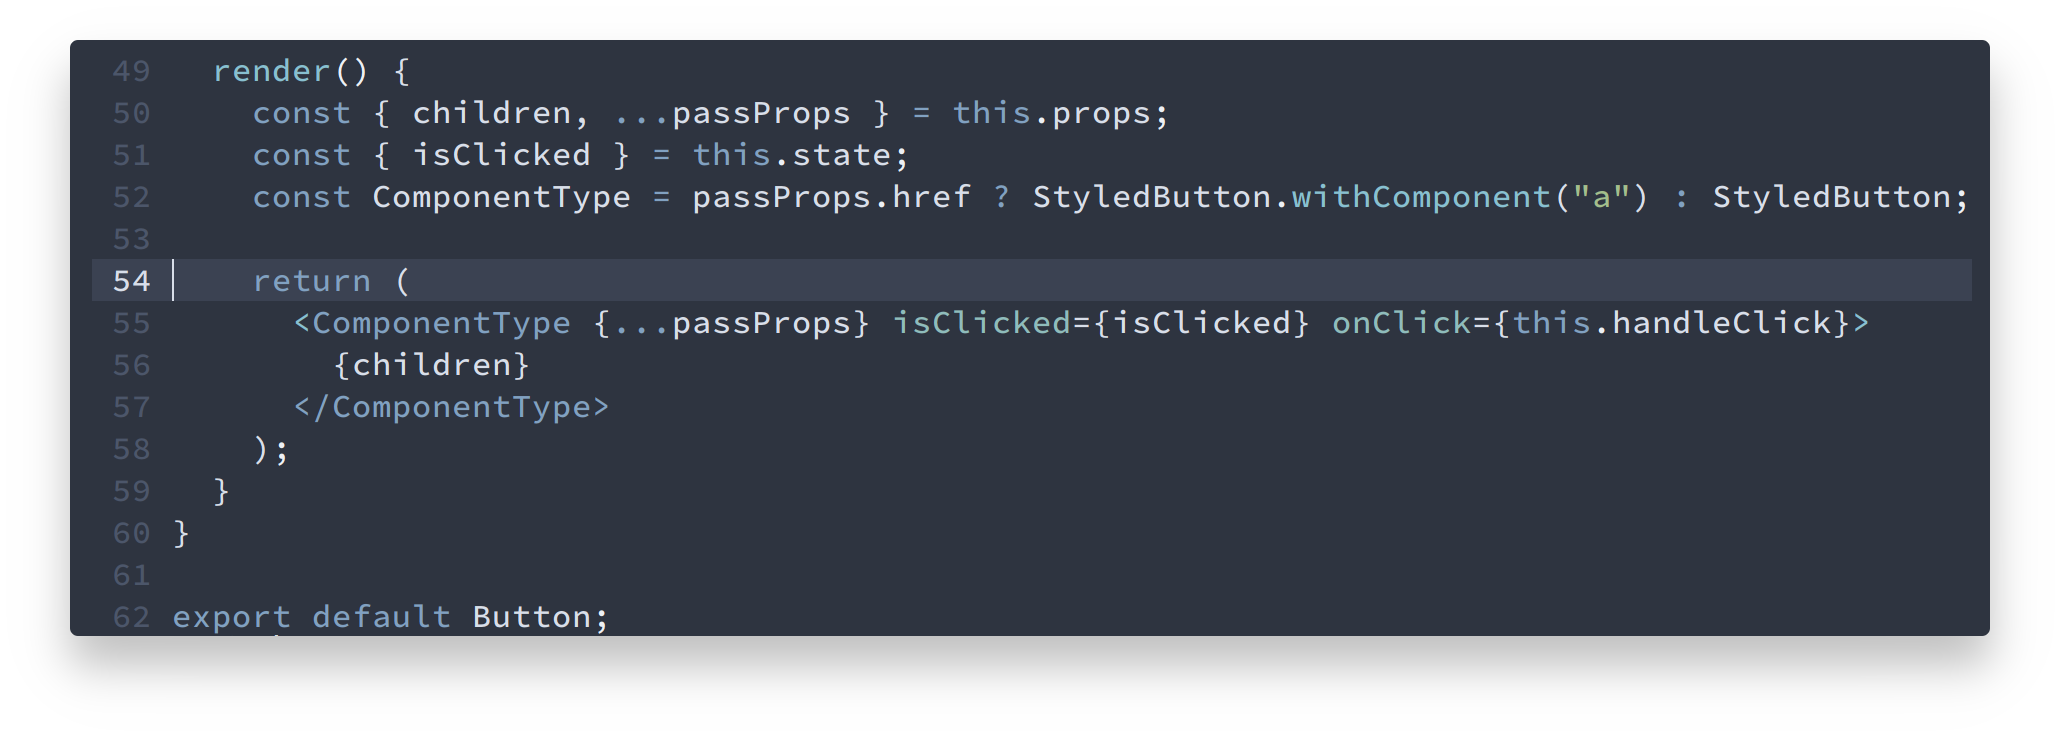 49   render() {
50     const { children, ...passProps } = this.props;
51     const { isClicked } = this.state;
52     const ComponentType = passProps.href ? StyledButton.withComponent("a") : StyledButton;
53
54     return (
55       <ComponentType {...passProps} isClicked={isClicked} onClick={this.handleClick}>
56         {children}
57       </ComponentType>
58     );
59   }
60 }
61
62 export default Button;